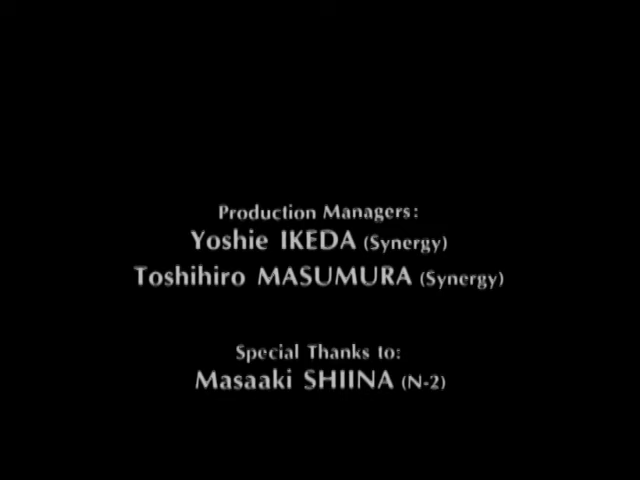 Production Managers:
Yoshie IKEDA (Synergy)
Toshihiro MASUMURA (Synergy)
Special Thanks to:
Masaaki SHIINA (N-2)